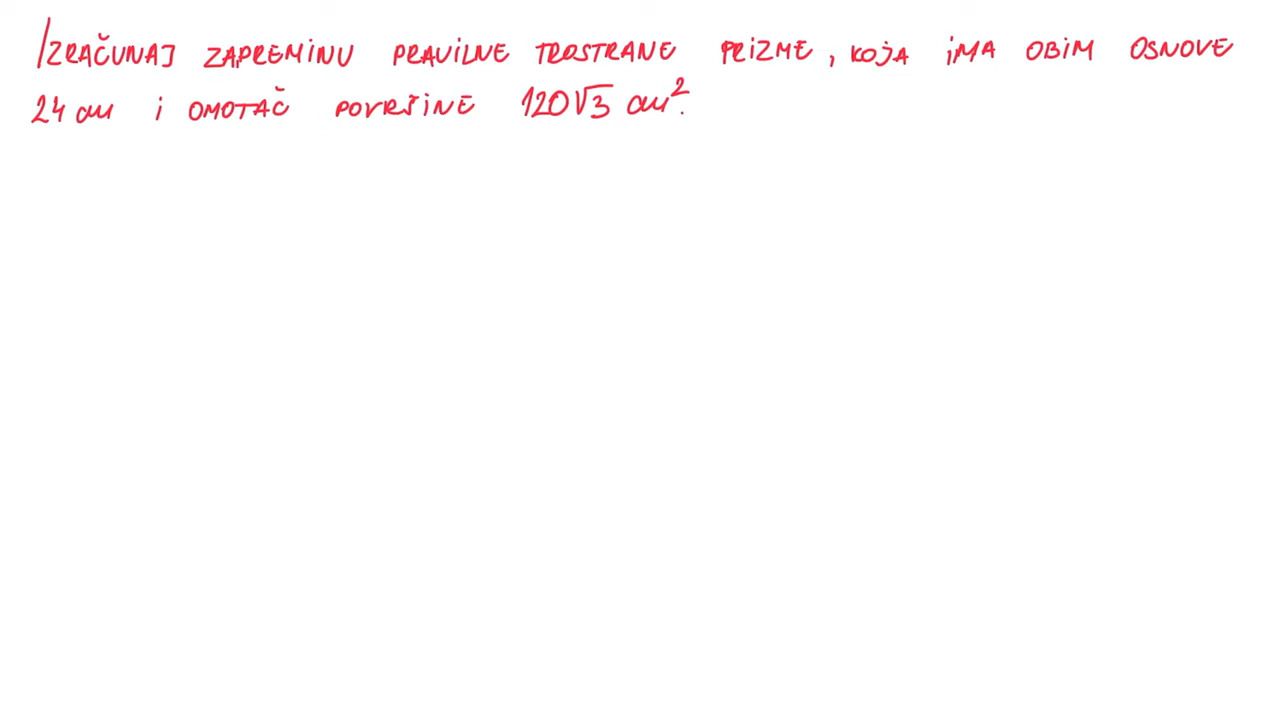 IZRAČUNAJ ZAPREMINU PRAVILNE TROSTRANE PRIZME, KOJA IMA OBIM OSNOVE
24 cm i OMOTAČ POVRŠINE 120√3 cm².